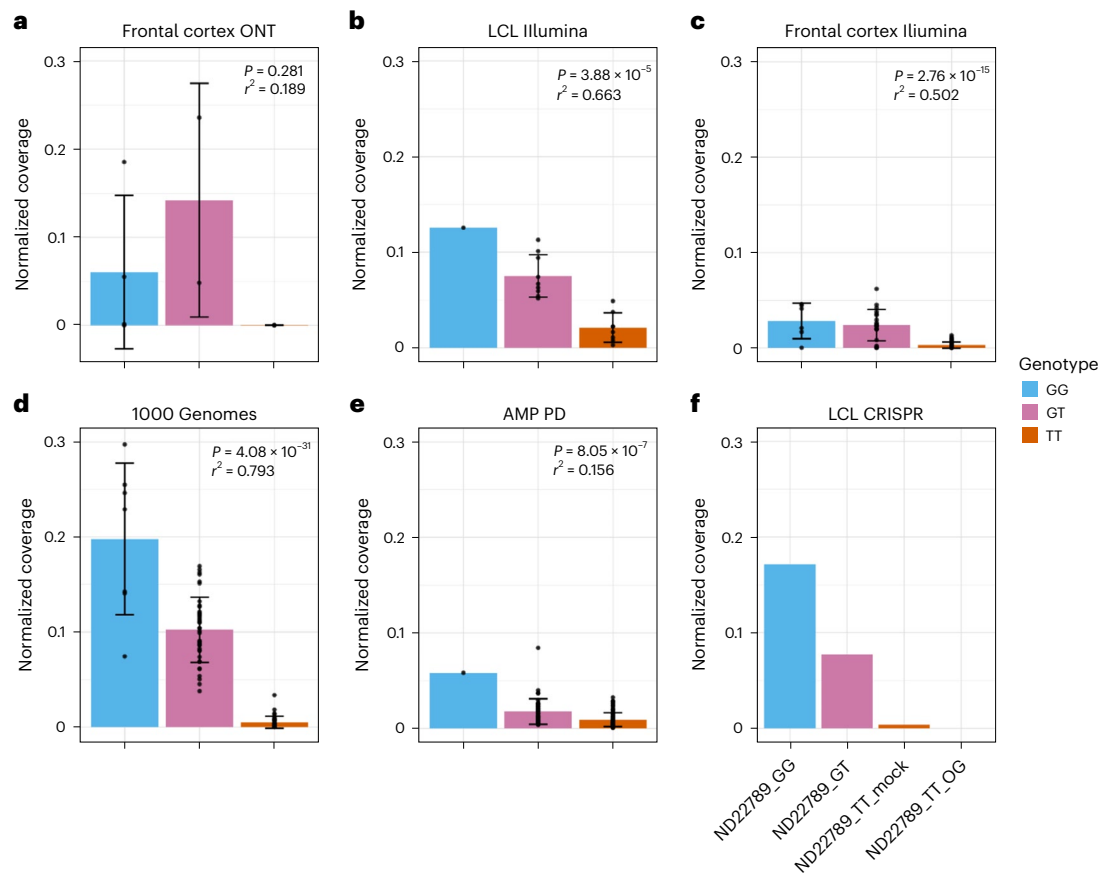 a
Frontal cortex ONT
P = 0.281
r² = 0.189
Normalized coverage
0.3
0.2
0.1
0
b
LCL IIlumina
P = 3.88 × 10⁻⁵
r² = 0.663
Normalized coverage
0.3
0.2
0.1
0
c
Frontal cortex Iliumina
P = 2.76 × 10⁻¹⁵
r² = 0.502
Normalized coverage
0.3
0.2
0.1
0
Genotype
GG
GT
TT
d
1000 Genomes
P = 4.08 × 10⁻³¹
r² = 0.793
Normalized coverage
0.3
0.2
0.1
0
e
AMP PD
P = 8.05 × 10⁻⁷
r² = 0.156
Normalized coverage
0.3
0.2
0.1
0
f
LCL CRISPR
Normalized coverage
0.3
0.2
0.1
0
ND22789_GG
ND22789_GT
ND22789_TT_mock
ND22789_TT_OG